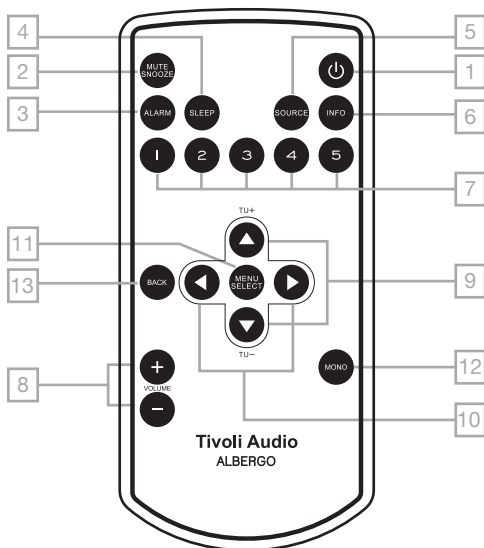 4
5
2
MUTE
SNOOZE
1
3
ALARM
SLEEP
SOURCE
INFO
6
1
2
3
4
5
7
TU+
11
13
BACK
MENU
SELECT
9
TU−
8
+
VOLUME
−
MONO
12
10
Tivoli Audio
ALBERGO